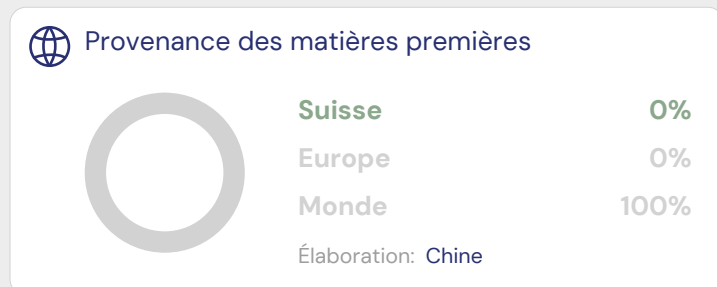 Provenance des matières premières
Suisse 0%
Europe 0%
Monde 100%
Élaboration: Chine